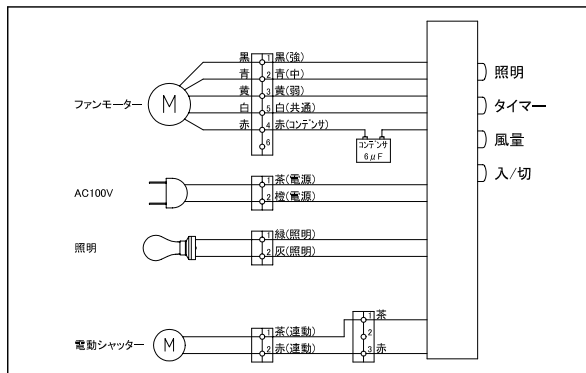 黒 1 黒(強)
青 2 青(中)
黄 3 黄(弱)
白 5 白(共通)
赤 4 赤(コンデンサ)
6
ファンモーター
M
コンデンサ
6μF
照明
タイマー
風量
入/切
AC100V
1 茶(電源)
2 橙(電源)
照明
1 緑(照明)
2 灰(照明)
電動シャッター
M
1 茶(連動)
2 赤(連動)
1 茶
2
3 赤